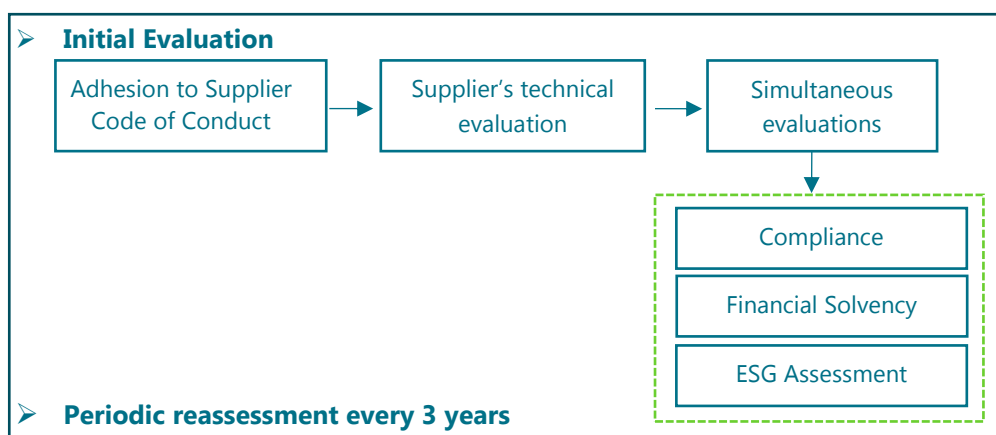 ➢ Initial Evaluation
Adhesion to Supplier
Code of Conduct
Supplier’s technical
evaluation
Simultaneous
evaluations
Compliance
Financial Solvency
ESG Assessment
➢ Periodic reassessment every 3 years